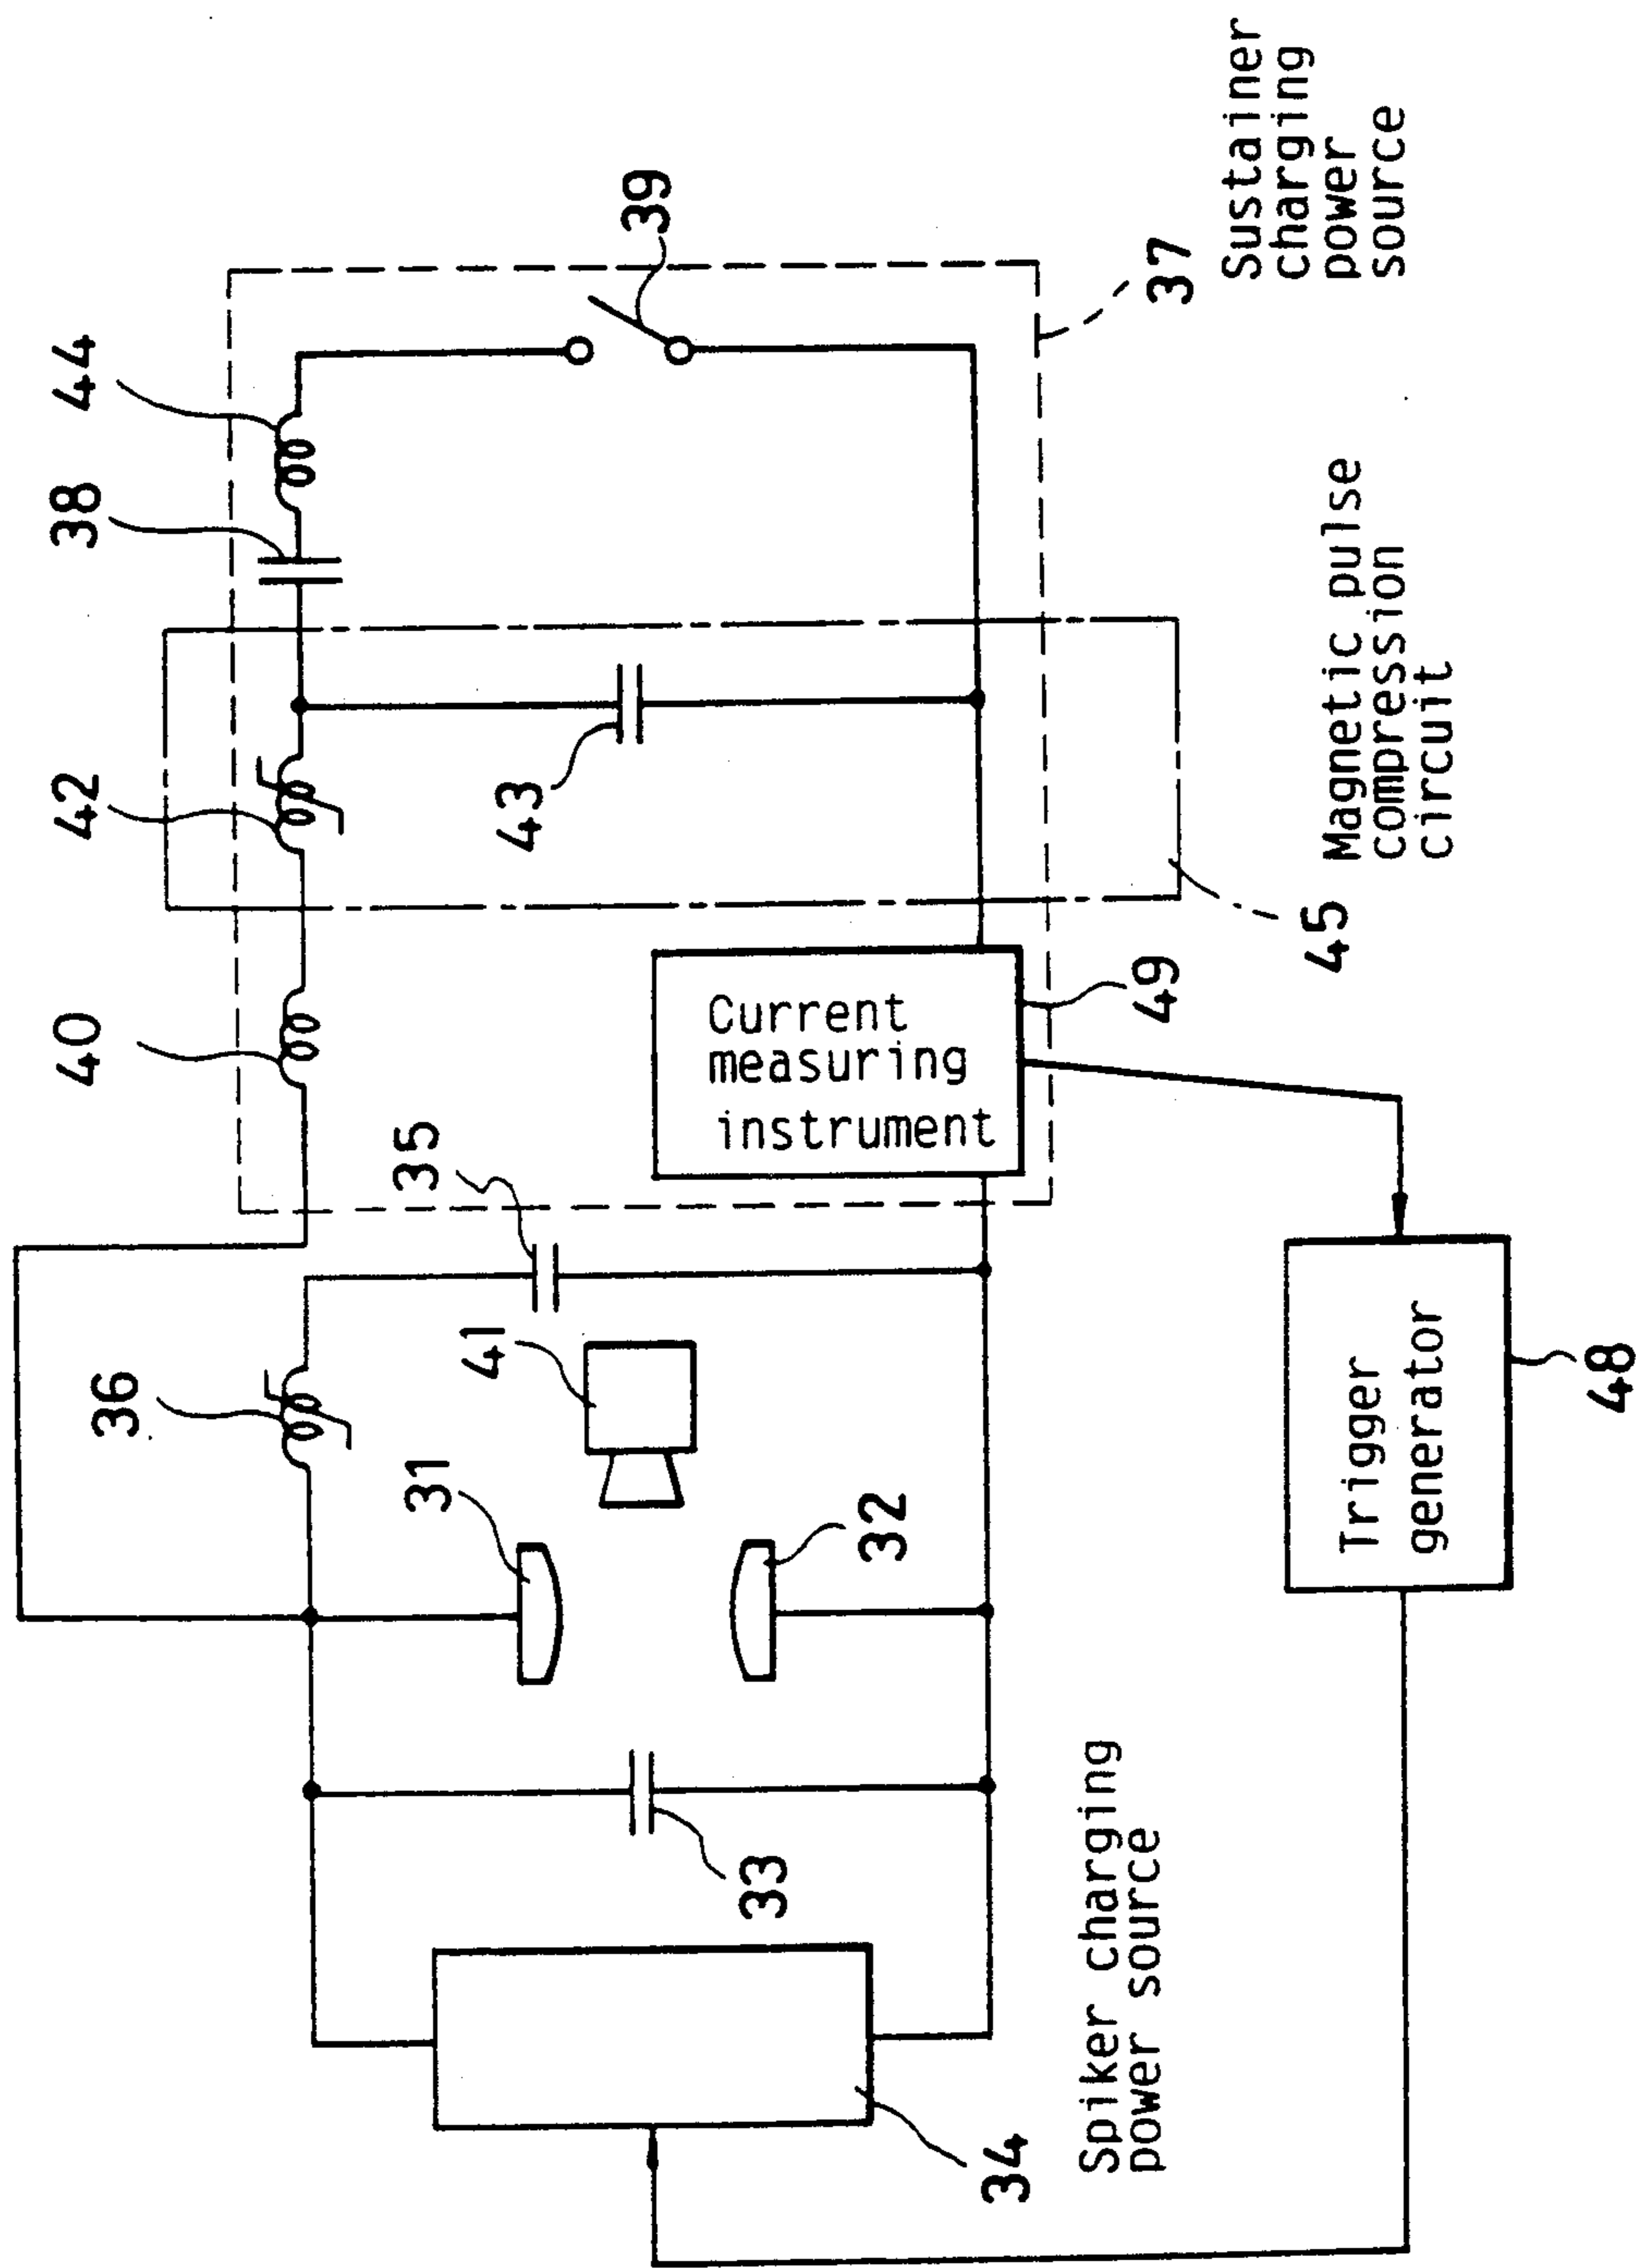 44
38
39
42
40
43
36
35
41
31
32
33
34
Current
measuring
instrument
49
37
Sustainer
charging
power
source
45
Magnetic pulse
compression
circuit
Spiker charging
power source
Trigger
generator
48